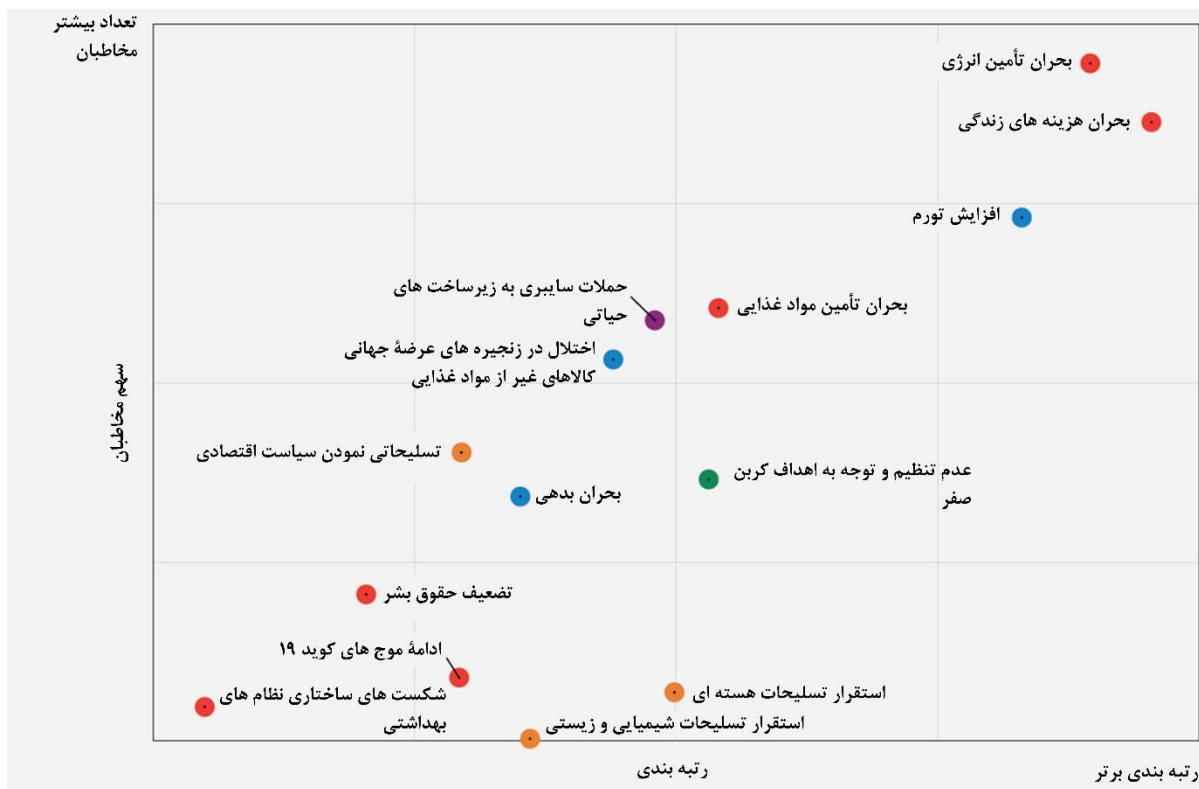 تعداد بیشتر
مخاطبان
بحران تأمین انرژی
بحران هزینه های زندگی
افزایش تورم
حملات سایبری به زیرساخت های
حیاتی
بحران تأمین مواد غذایی
اختلال در زنجیره های عرضهٔ جهانی
کالاهای غیر از مواد غذایی
سهم مخاطبان
تسلیحاتی نمودن سیاست اقتصادی
عدم تنظیم و توجه به اهداف کربن
صفر
بحران بدهی
تضعیف حقوق بشر
ادامهٔ موج های کوید ۱۹
شکست های ساختاری نظام های
بهداشتی
استقرار تسلیحات هسته ای
استقرار تسلیحات شیمیایی و زیستی
رتبه بندی
رتبه بندی برتر